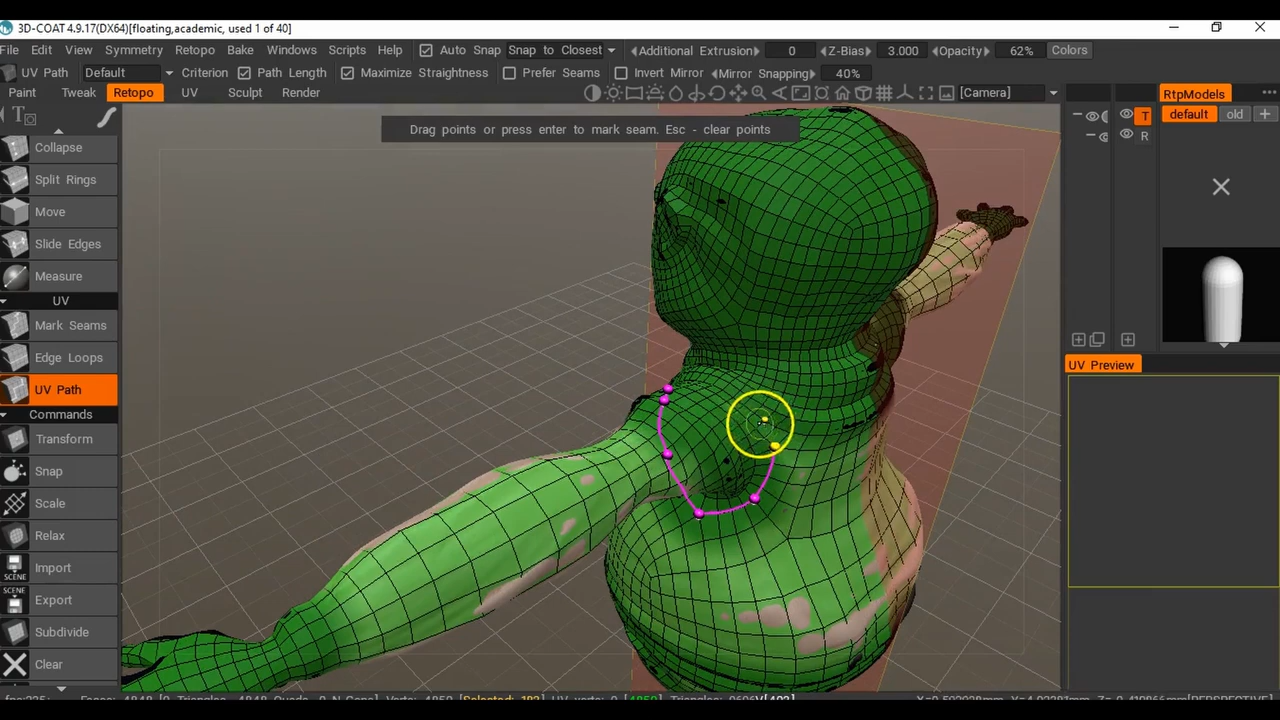 3D-COAT 4.9.17(DX64)[floating,academic, used 1 of 40]
File Edit View Symmetry Retopo Bake Windows Scripts Help Auto Snap Snap to Closest Additional Extrusion: 0 Z-Bias: 3.000 Opacity: 62% Colors
UV Path Default Criterion Path Length Maximize Straightness Prefer Seams Invert Mirror Mirror Snapping: 40%
Paint Tweak Retopo UV Sculpt Render [Camera] RtpModels
default old
T
R
Drag points or press enter to mark seam. Esc - clear points
Collapse
Split Rings
Move
Slide Edges
Measure
UV
Mark Seams
Edge Loops
UV Path
Commands
Transform
Snap
Scale
Relax
SCENE Import
SCENE Export
Subdivide
Clear
UV Preview